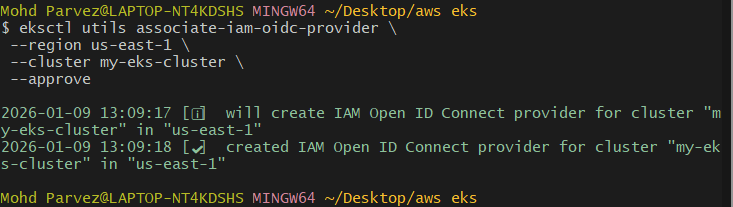 Mohd Parvez@LAPTOP-NT4KDSHS MINGW64 ~/Desktop/aws eks
$ eksctl utils associate-iam-oidc-provider \
 --region us-east-1 \
 --cluster my-eks-cluster \
 --approve
2026-01-09 13:09:17 [ℹ]  will create IAM Open ID Connect provider for cluster "m
y-eks-cluster" in "us-east-1"
2026-01-09 13:09:18 [✔]  created IAM Open ID Connect provider for cluster "my-ek
s-cluster" in "us-east-1"
Mohd Parvez@LAPTOP-NT4KDSHS MINGW64 ~/Desktop/aws eks